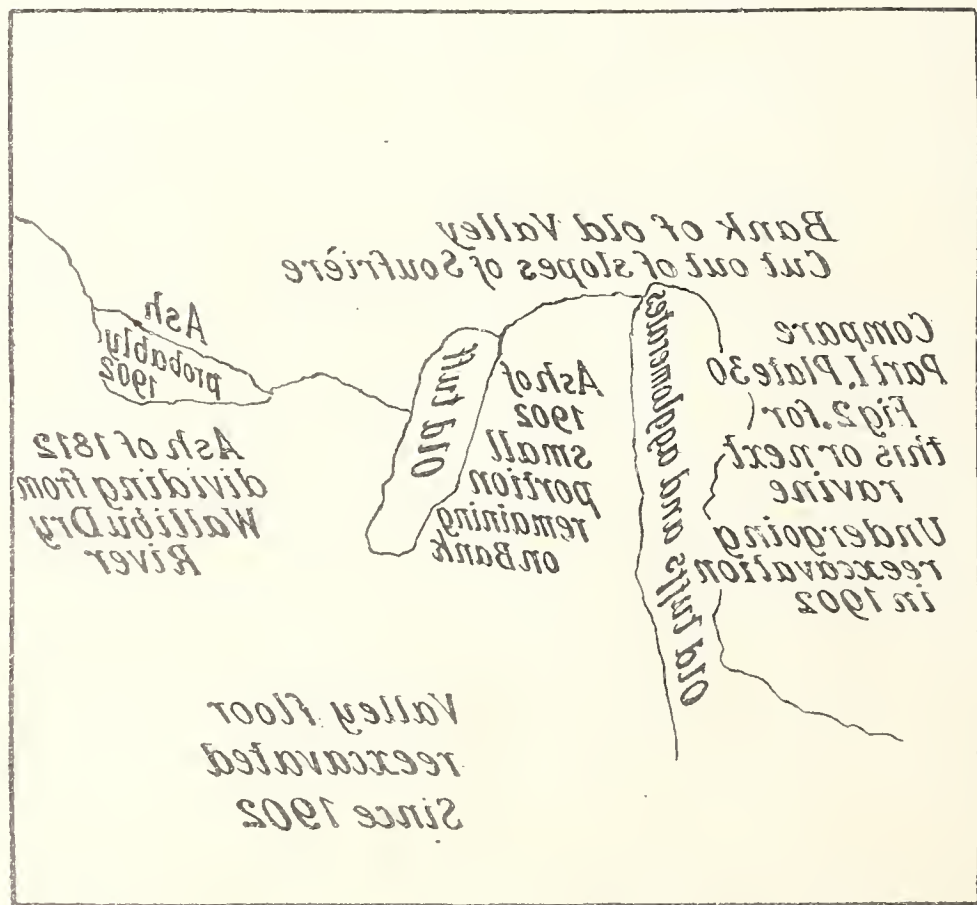 Bank of old Valley
Cut out of slopes of Soufrière
Compare
Part I. Plate 30
Fig 2. for
this or next
ravine
Undergoing
reexcavation
in 1902
old tuffs and agglomerates
Ash of
1902
small
portion
remaining
on Bank
Old tuff
Ash
probably
1902
Ash of 1812
dividing from
Wallibu Dry
River
Valley floor
reexcavated
Since 1902